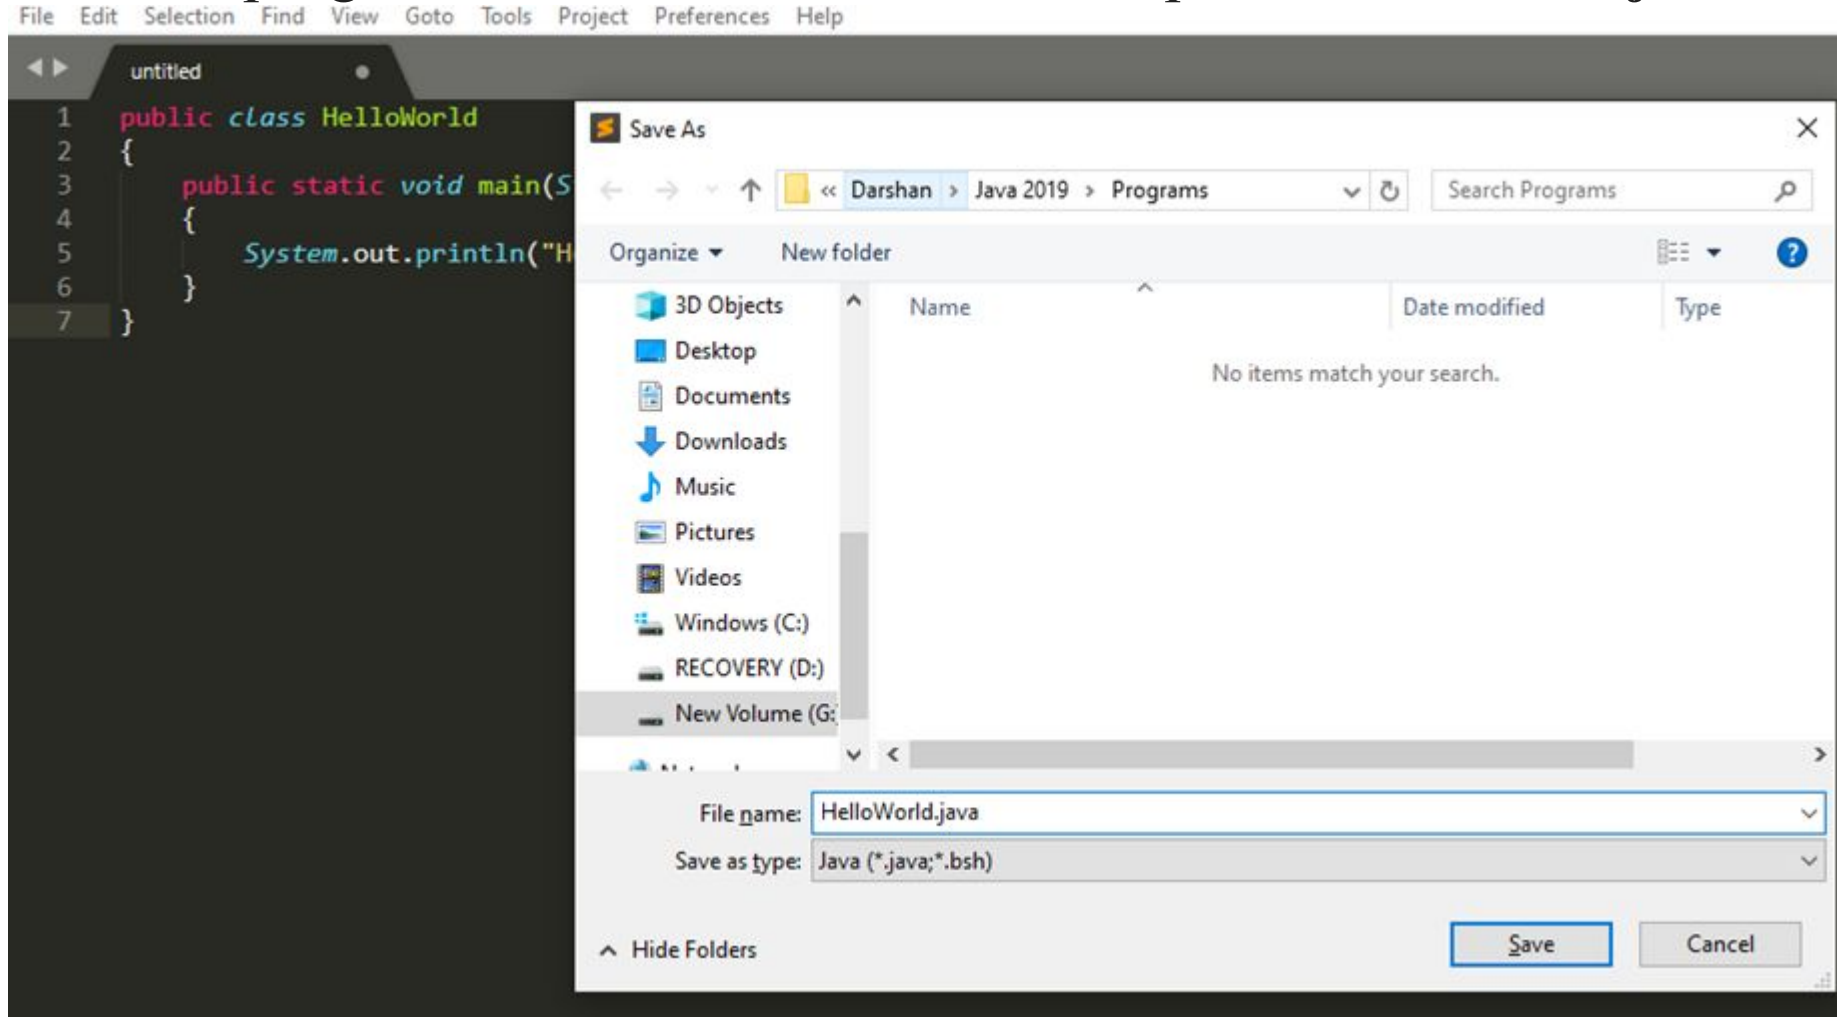 File Edit Selection Find View Goto Tools Project Preferences Help
untitled
1 public class HelloWorld
2 {
3 public static void main(S
4 {
5 System.out.println("H
6 }
7 }
Save As
« Darshan > Java 2019 > Programs
Search Programs
Organize
New folder
3D Objects
Desktop
Documents
Downloads
Music
Pictures
Videos
Windows (C:)
RECOVERY (D:)
New Volume (G:
Name Date modified Type
No items match your search.
File name: HelloWorld.java
Save as type: Java (*.java;*.bsh)
Hide Folders
Save
Cancel